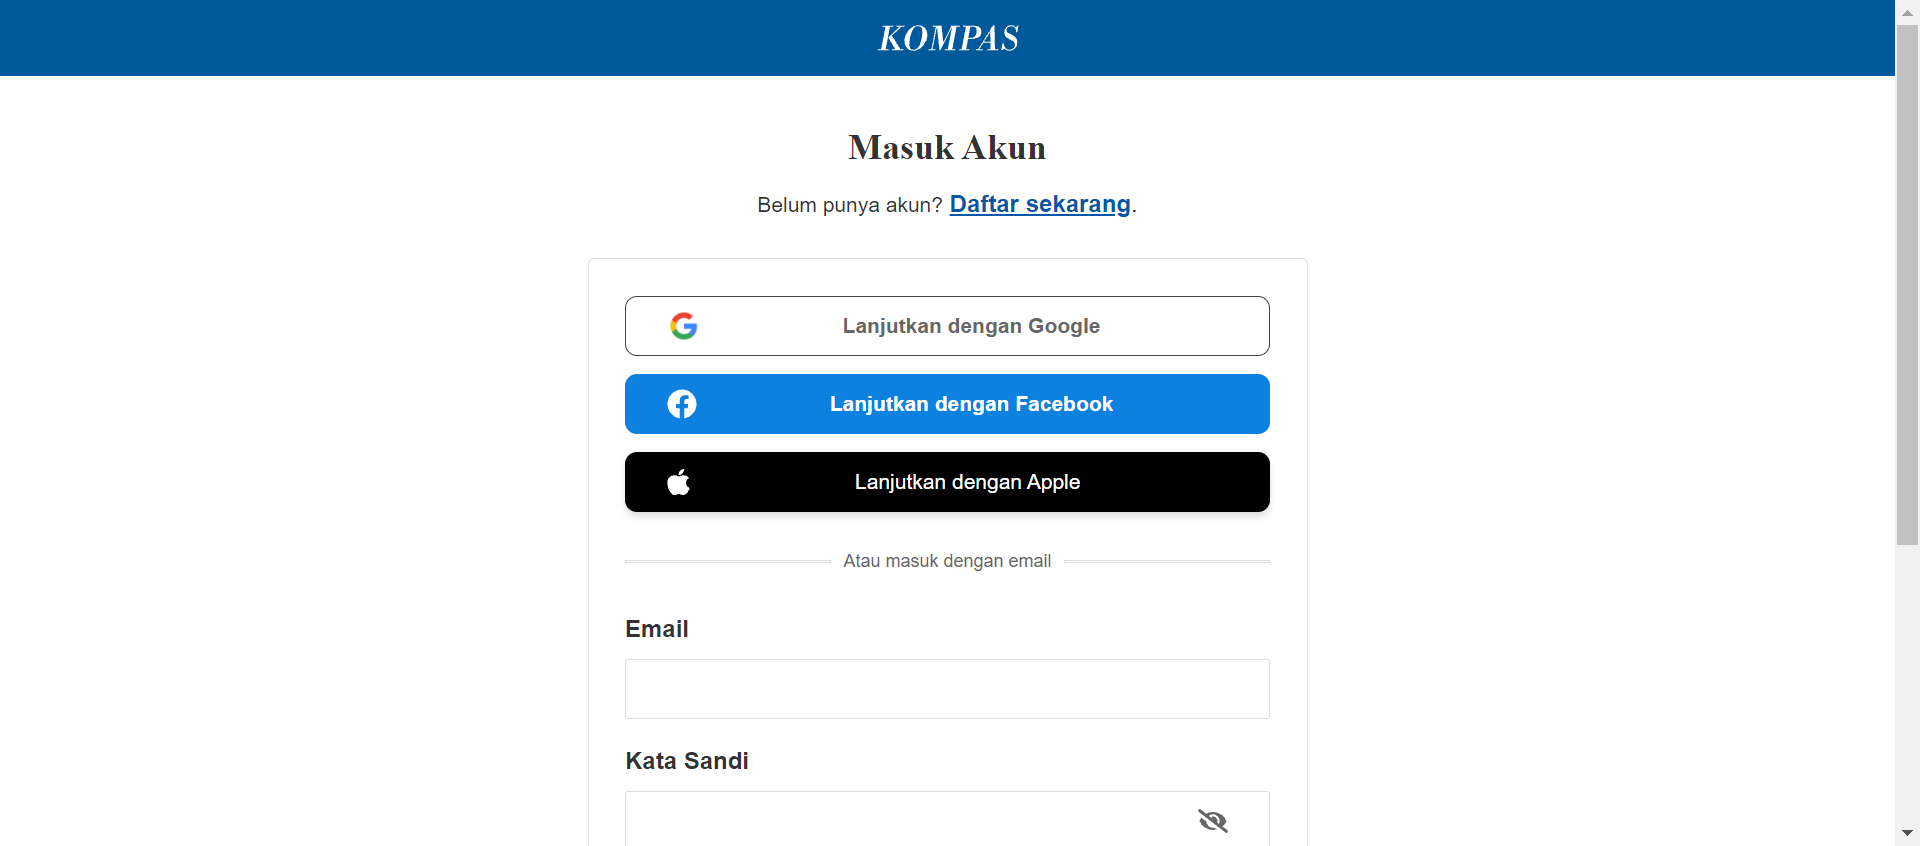 KOMPAS
Masuk Akun
Belum punya akun? Daftar sekarang.
Lanjutkan dengan Google
Lanjutkan dengan Facebook
Lanjutkan dengan Apple
Atau masuk dengan email
Email
Kata Sandi